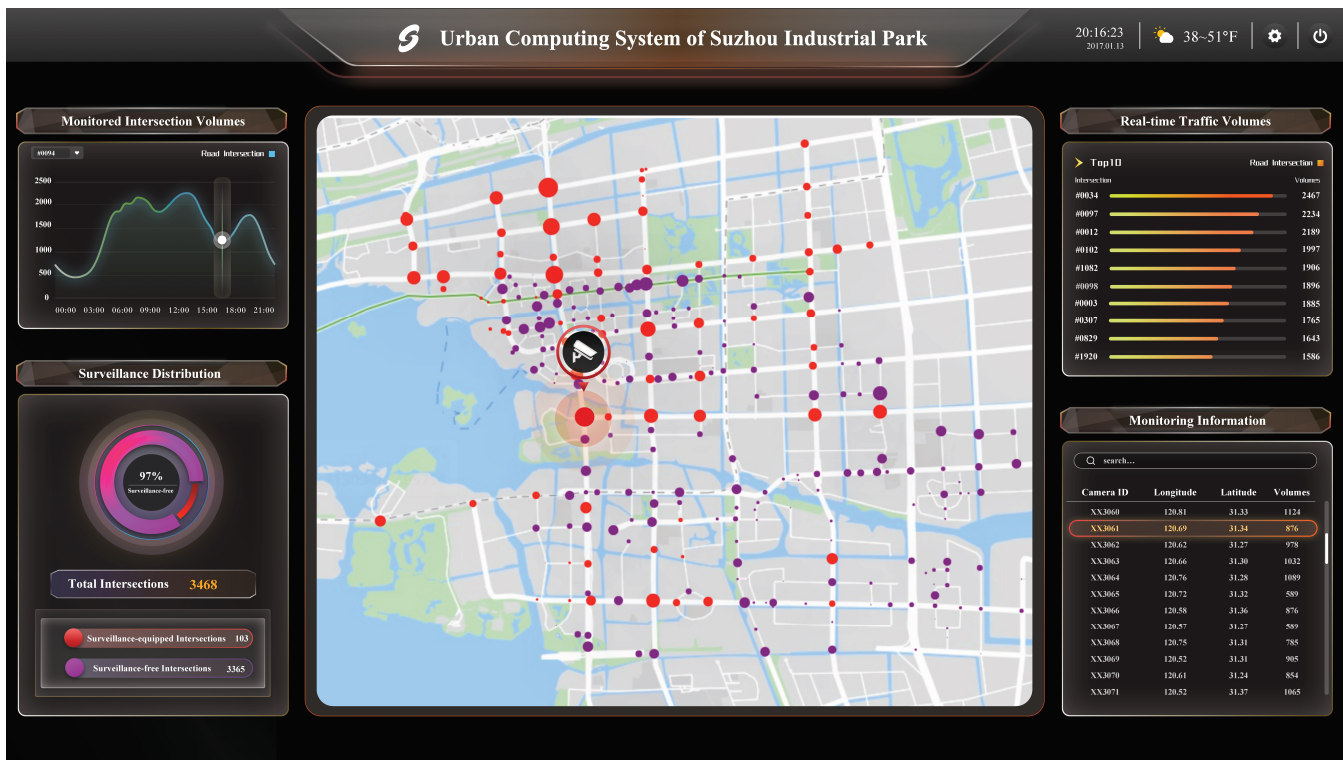 Urban Computing System of Suzhou Industrial Park
20:16:23
2017.01.13
38~51°F
Monitored Intersection Volumes
#0094
Road Intersection
2500
2000
1500
1000
500
0
00:00 03:00 06:00 09:00 12:00 15:00 18:00 21:00
Surveillance Distribution
97%
Surveillance-free
Total Intersections 3468
Surveillance-equipped Intersections 103
Surveillance-free Intersections 3365
Real-time Traffic Volumes
Top10
Road Intersection
Intersection Volumes
#0034 2467
#0097 2234
#0012 2189
#0102 1997
#1082 1906
#0098 1896
#0003 1885
#0307 1765
#0829 1643
#1920 1586
Monitoring Information
search...
Camera ID Longitude Latitude Volumes
XX3060 120.81 31.33 1124
XX3061 120.69 31.34 876
XX3062 120.62 31.27 978
XX3063 120.66 31.30 1032
XX3064 120.76 31.28 1089
XX3065 120.72 31.32 589
XX3066 120.58 31.36 876
XX3067 120.57 31.27 589
XX3068 120.75 31.31 785
XX3069 120.52 31.31 905
XX3070 120.61 31.24 854
XX3071 120.52 31.37 1065